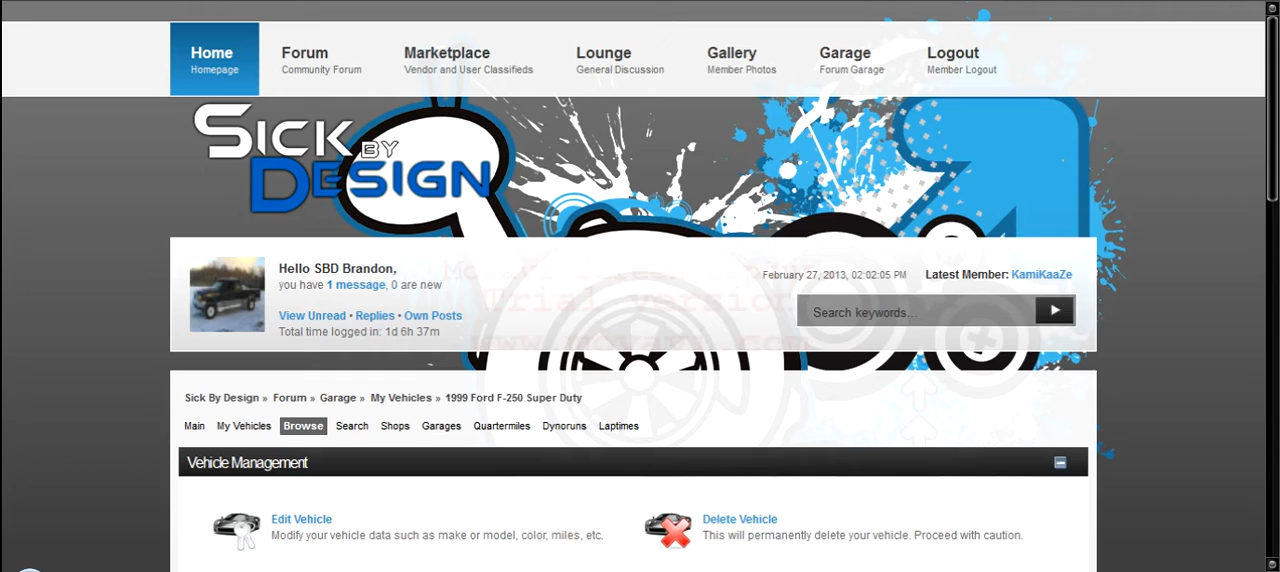 Home Forum Marketplace Lounge Gallery Garage Logout
Homepage Community Forum Vendor and User Classifieds General Discussion Member Photos Forum Garage Member Logout
SICK BY
DESIGN
Hello SBD Brandon,
you have 1 message, 0 are new
February 27, 2013, 02:02:05 PM Latest Member: KamiKaaZe
Trial version
Search keywords...
View Unread • Replies • Own Posts
Total time logged in: 1d 6h 37m
Sick By Design » Forum » Garage » My Vehicles » 1999 Ford F-250 Super Duty
Main My Vehicles Browse Search Shops Garages Quartermiles Dynoruns Laptimes
Vehicle Management
Edit Vehicle
Modify your vehicle data such as make or model, color, miles, etc.
Delete Vehicle
This will permanently delete your vehicle. Proceed with caution.